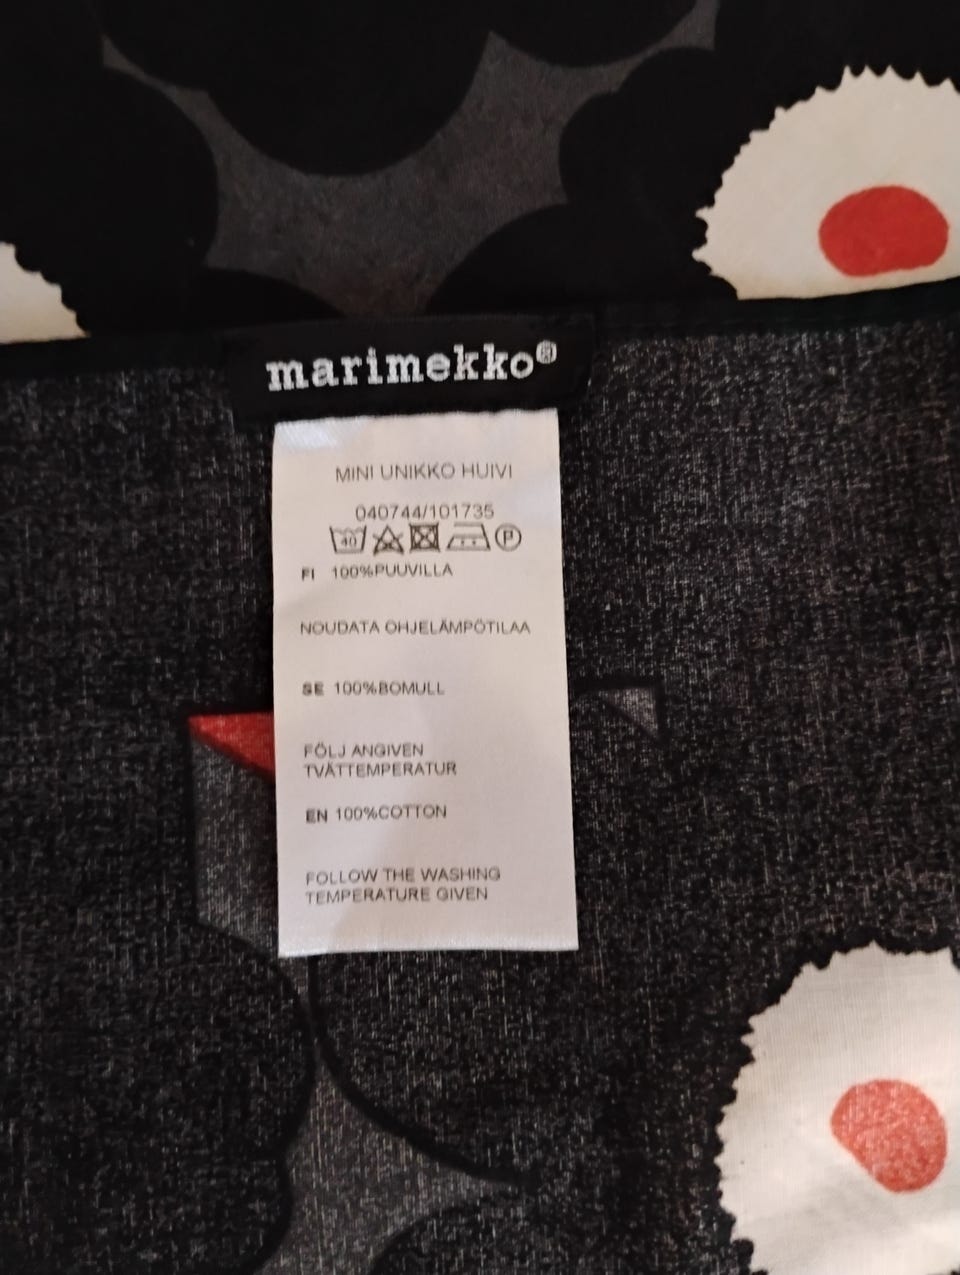 marimekko®
MINI UNIKKO HUIVI
040744/101735
40 P
FI 100%PUUVILLA
NOUDATA OHJELÄMPÖTILAA
SE 100%BOMULL
FÖLJ ANGIVEN
TVÄTTEMPERATUR
EN 100%COTTON
FOLLOW THE WASHING
TEMPERATURE GIVEN